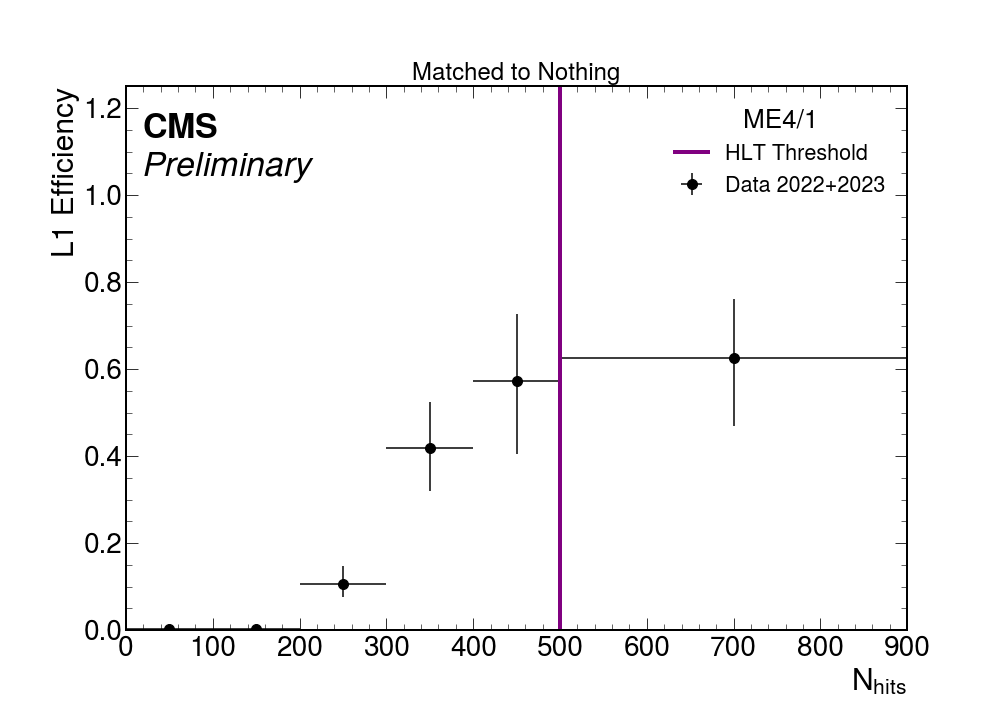 Matched to Nothing
CMS
Preliminary
ME4/1
HLT Threshold
Data 2022+2023
L1 Efficiency
1.2
1.0
0.8
0.6
0.4
0.2
0.0
0 100 200 300 400 500 600 700 800 900
N_hits